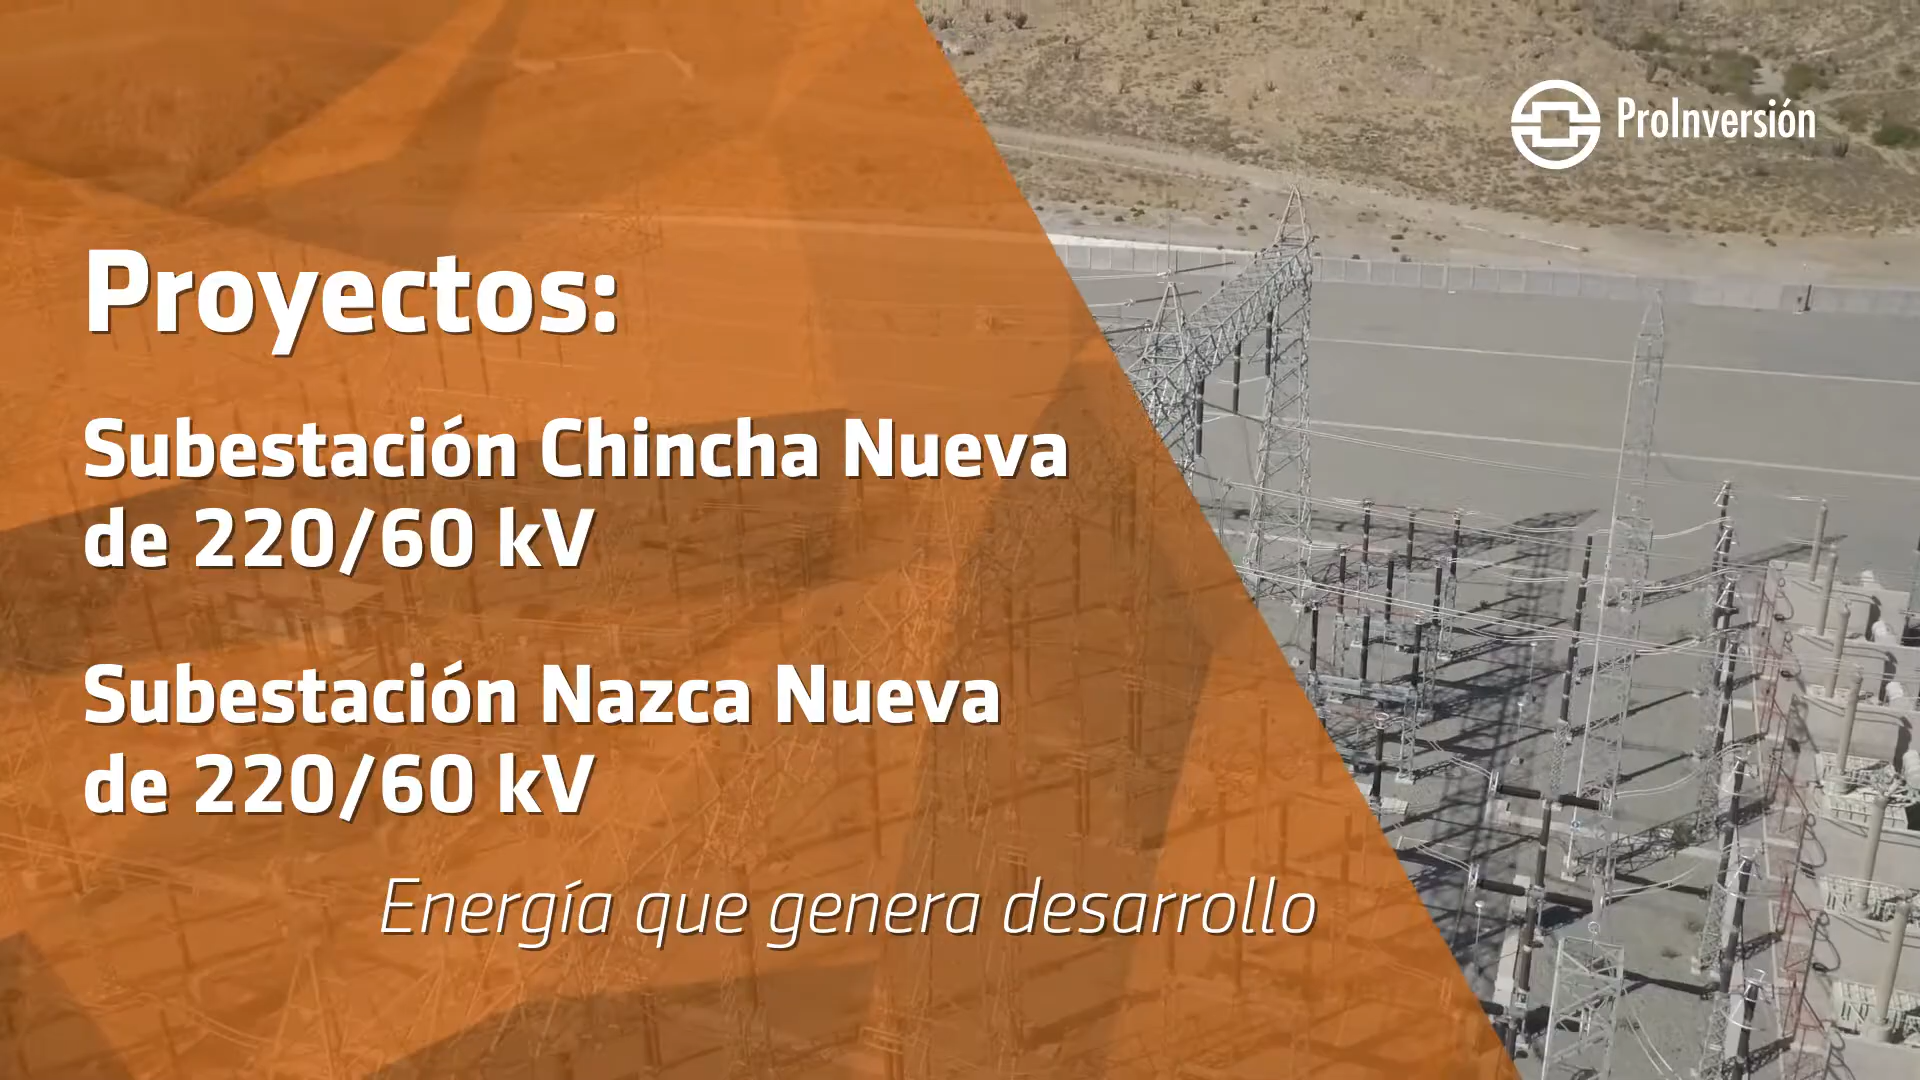 ProInversión
Proyectos:
Subestación Chincha Nueva
de 220/60 kV
Subestación Nazca Nueva
de 220/60 kV
Energía que genera desarrollo